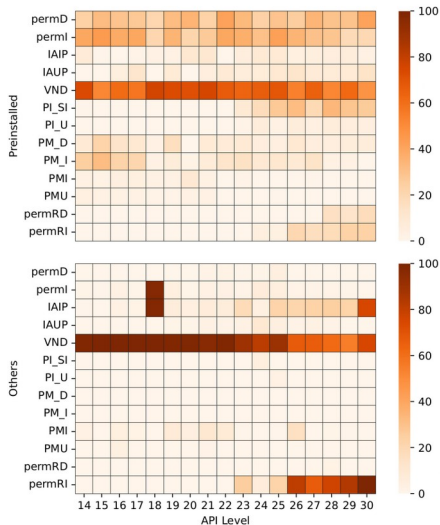 permD
permI
IAIP
IAUP
VND
PI_SI
PI_U
PM_D
PM_I
PMI
PMU
permRD
permRI
Preinstalled
100
80
60
40
20
0
permD
permI
IAIP
IAUP
VND
PI_SI
PI_U
PM_D
PM_I
PMI
PMU
permRD
permRI
Others
14 15 16 17 18 19 20 21 22 23 24 25 26 27 28 29 30
API Level
100
80
60
40
20
0